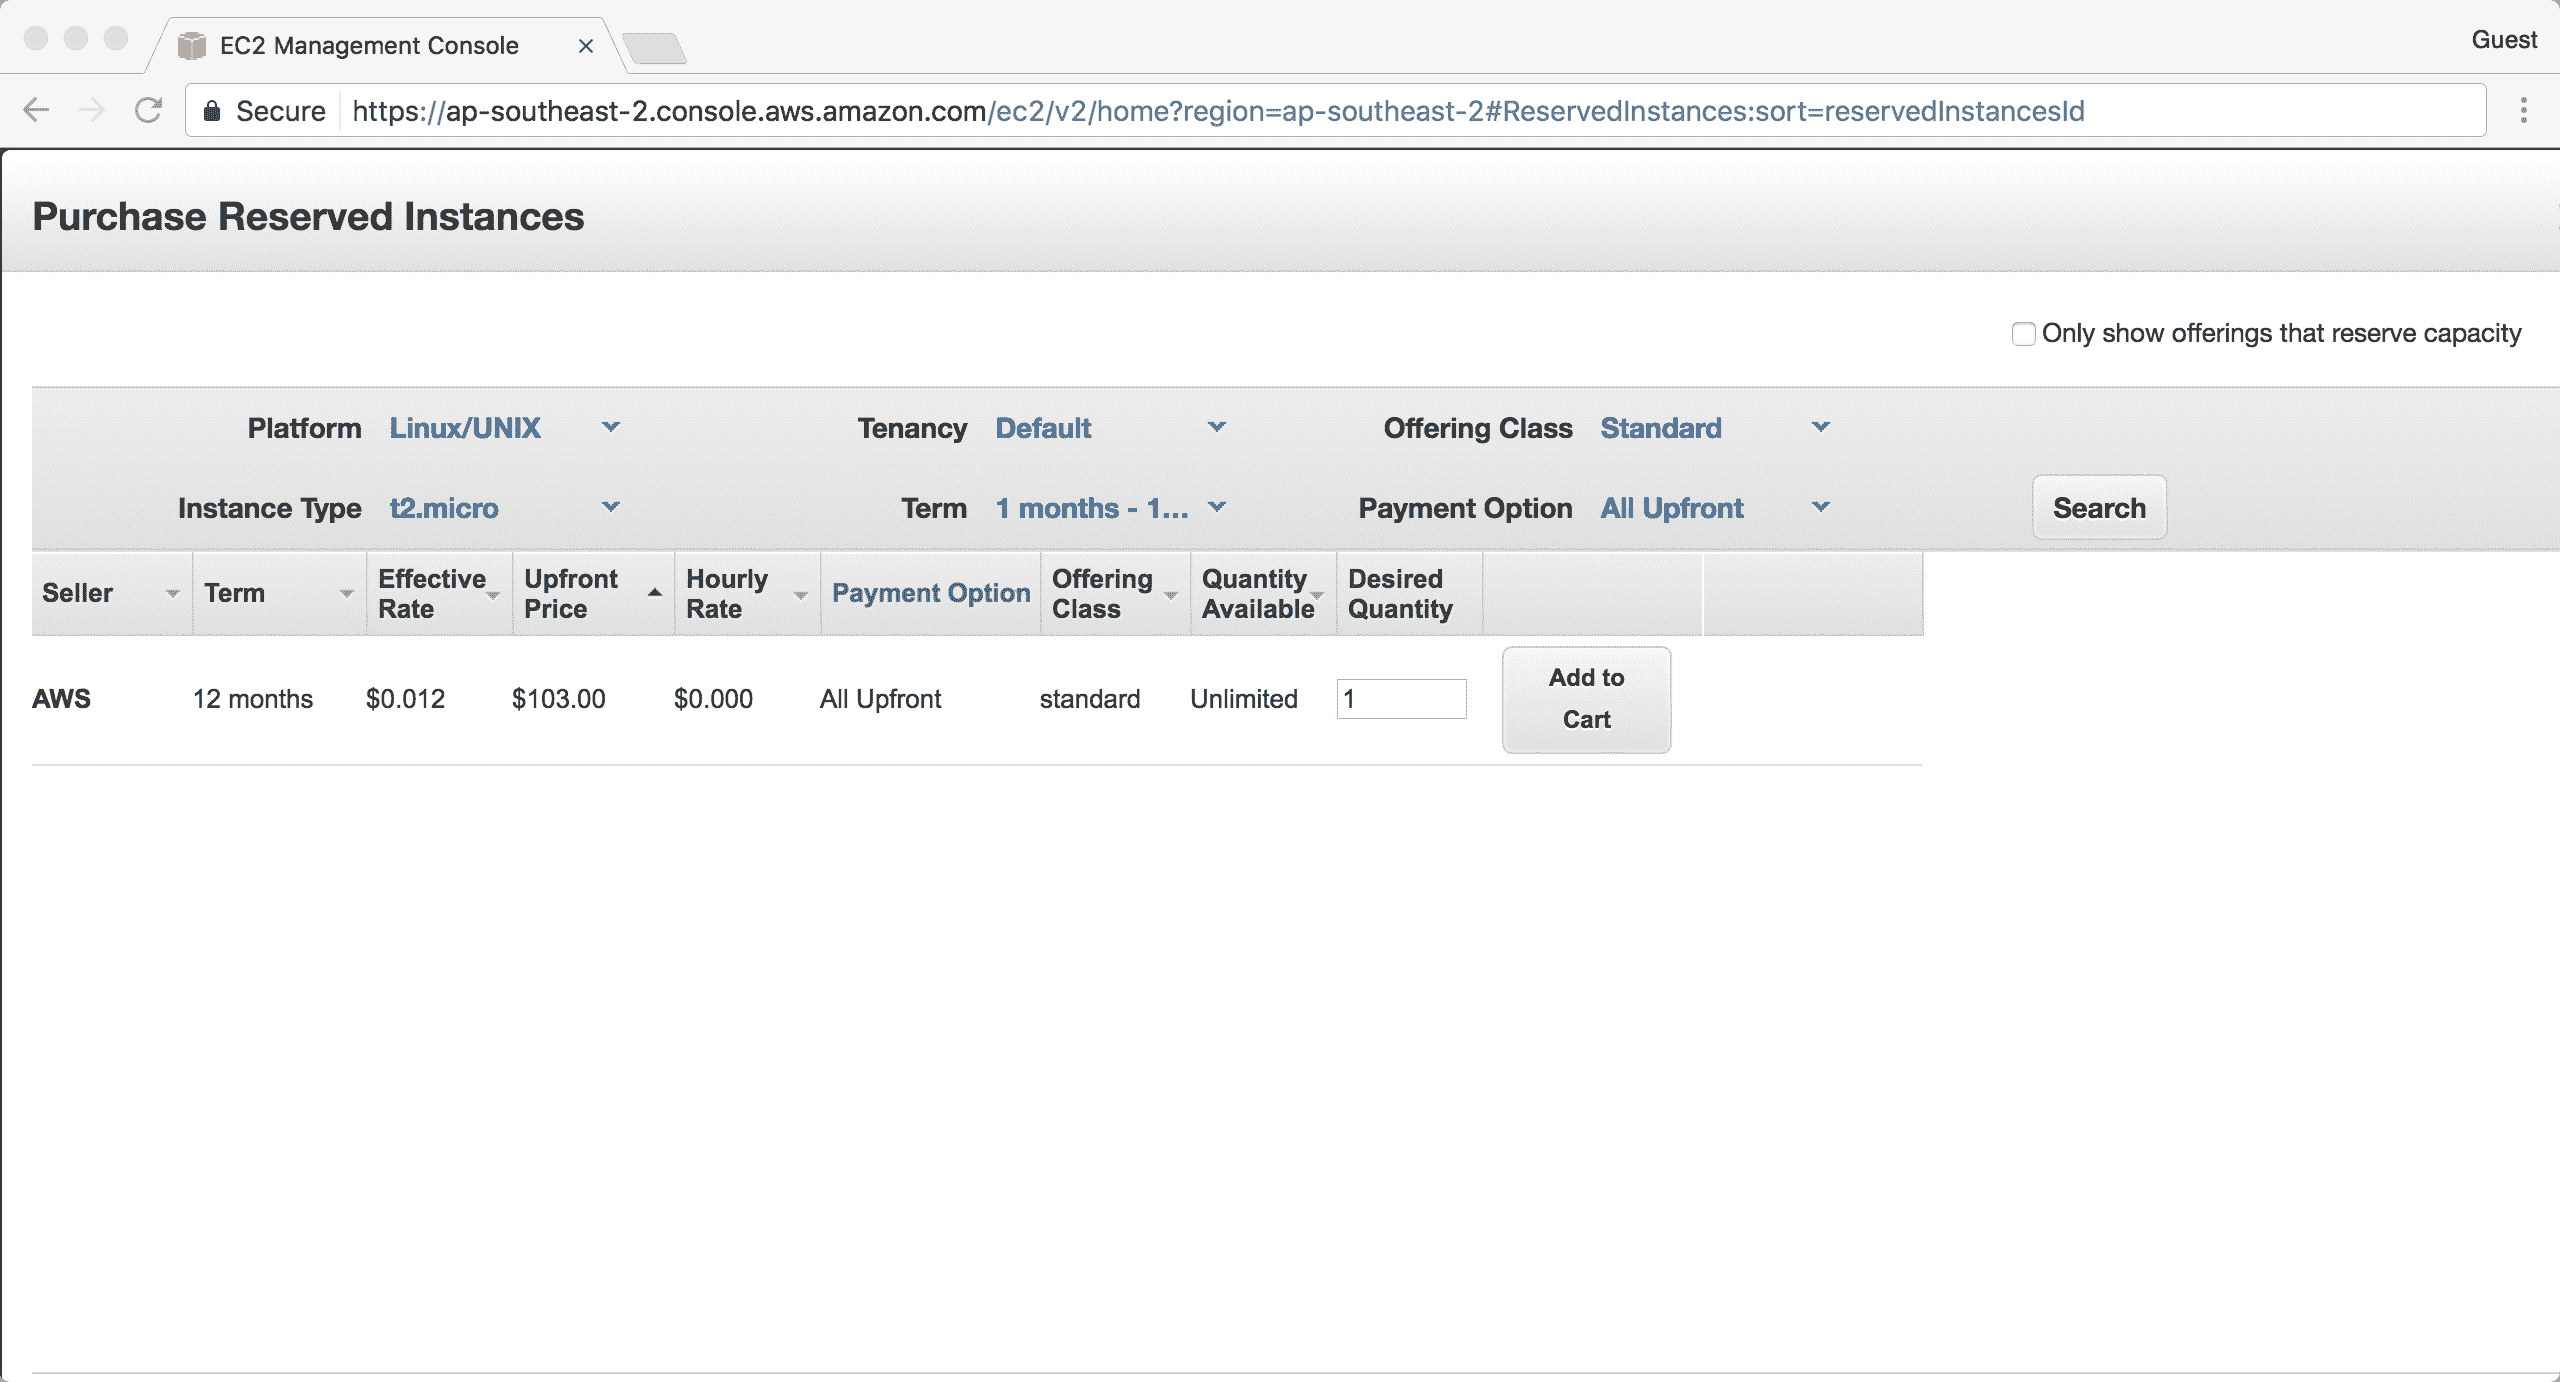 EC2 Management Console
Guest
Secure https://ap-southeast-2.console.aws.amazon.com/ec2/v2/home?region=ap-southeast-2#ReservedInstances:sort=reservedInstancesId
Purchase Reserved Instances
Only show offerings that reserve capacity
Platform Linux/UNIX Tenancy Default Offering Class Standard
Instance Type t2.micro Term 1 months - 1... Payment Option All Upfront Search
Seller Term Effective Rate Upfront Price Hourly Rate Payment Option Offering Class Quantity Available Desired Quantity
AWS 12 months $0.012 $103.00 $0.000 All Upfront standard Unlimited 1 Add to Cart